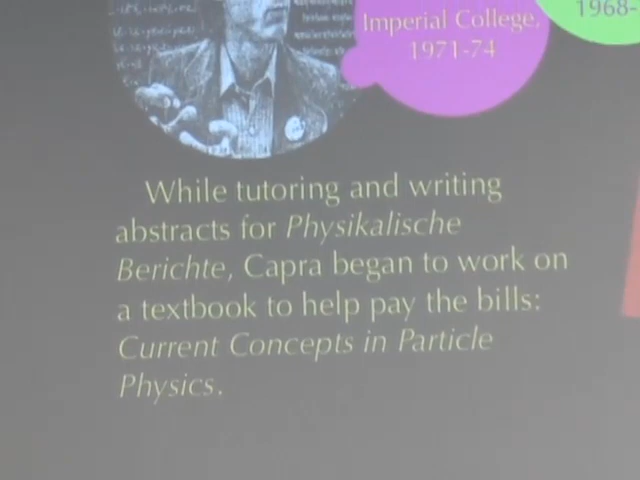 Imperial College,
1971-74
1968-
While tutoring and writing
abstracts for Physikalische
Berichte, Capra began to work on
a textbook to help pay the bills:
Current Concepts in Particle
Physics.